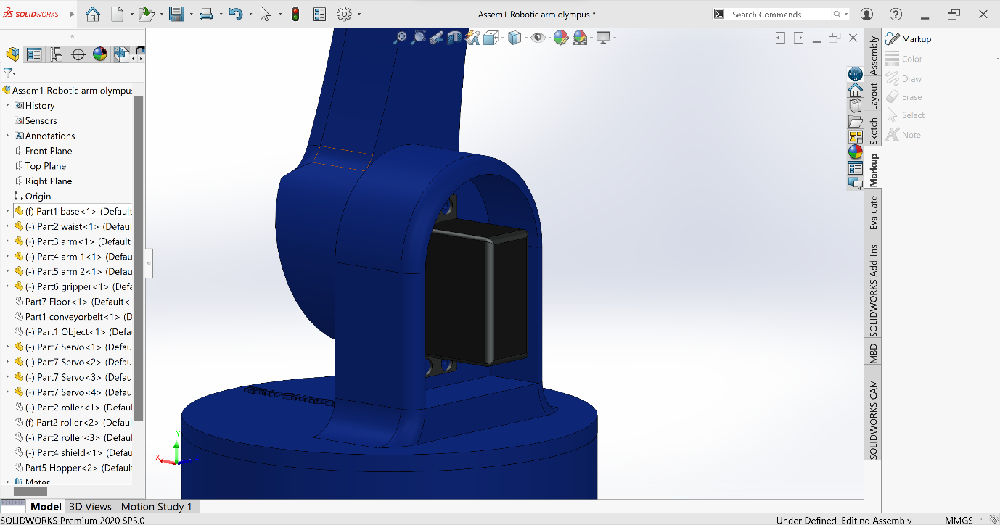 SOLIDWORKS
Assem1 Robotic arm olympus *
Search Commands
Assem1 Robotic arm olympus
History
Sensors
Annotations
Front Plane
Top Plane
Right Plane
Origin
(f) Part1 base<1> (Default
(-) Part2 waist<1> (Defaul
(-) Part3 arm<1> (Default
(-) Part4 arm 1<1> (Defau
(-) Part5 arm 2<1> (Defau
(-) Part6 gripper<1> (Defa
Part7 Floor<1> (Default<
Part1 conveyorbelt<1> (D
(-) Part1 Object<1> (Defa
(-) Part7 Servo<1> (Defau
(-) Part7 Servo<2> (Defau
(-) Part7 Servo<3> (Defau
(-) Part7 Servo<4> (Defau
(-) Part2 roller<1> (Defaul
(f) Part2 roller<2> (Defaul
(-) Part2 roller<3> (Defaul
(-) Part4 shield<1> (Defau
Part5 Hopper<2> (Default
Mates
Y
X
Assembly
Layout
Sketch
Markup
Evaluate
SOLIDWORKS Add-Ins
MBD
SOLIDWORKS CAM
Markup
Color
Draw
Erase
Select
Note
Model
3D Views
Motion Study 1
SOLIDWORKS Premium 2020 SP5.0
Under Defined
Editing Assembly
MMGS